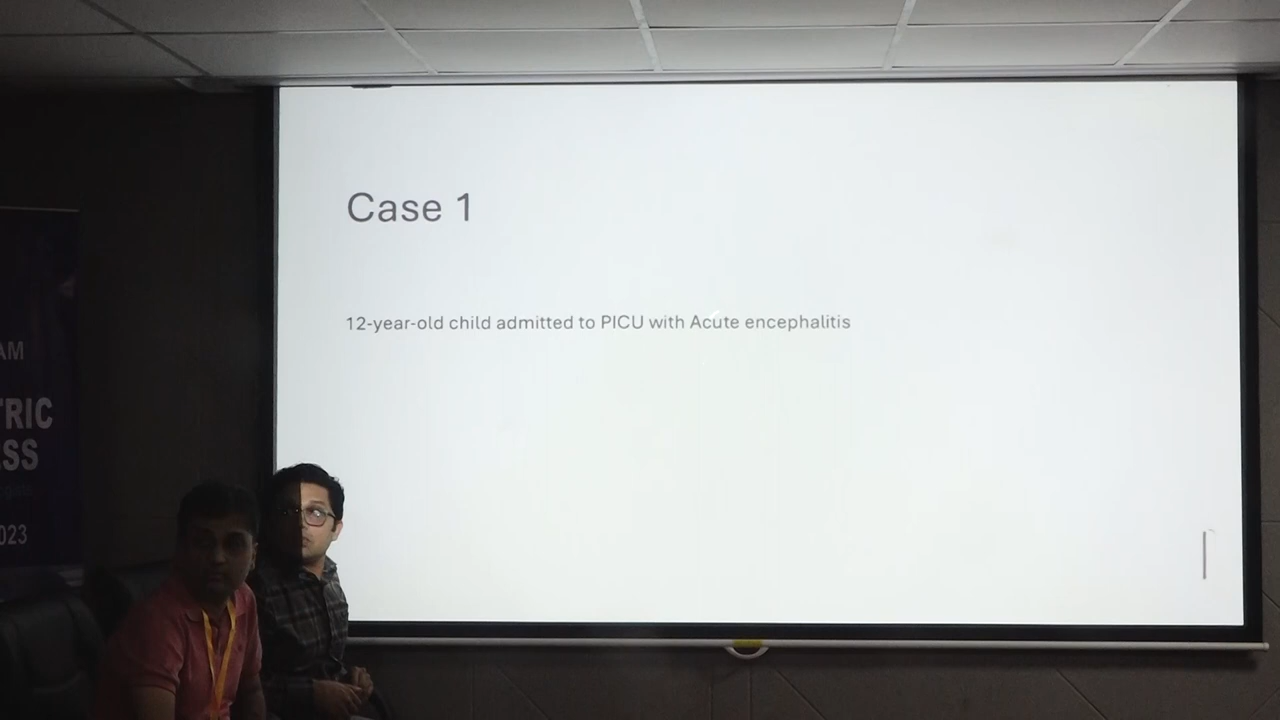 Case 1
12-year-old child admitted to PICU with Acute encephalitis
AM
TRIC
SS
023